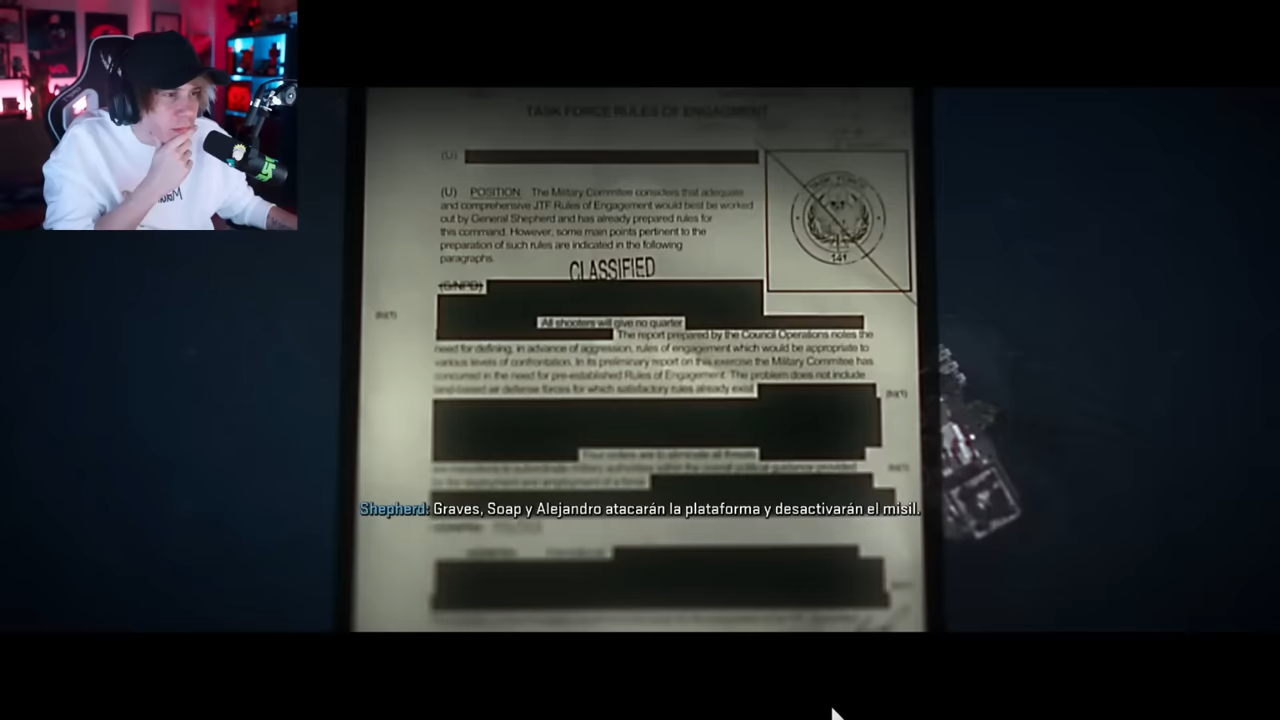 TASK FORCE RULES OF ENGAGMENT
(U)
(U) POSITION: The Military Commitee considers that adequate
and comprehensive JTF Rules of Engagement would best be worked
out by General Shepherd and has already prepared rules for
this command. However, some main points pertinent to the
preparation of such rules are indicated in the following
paragraphs.
CLASSIFIED
TASK FORCE
141
All shooters will give no quarter
The report prepared by the Council Operations notes the
need for defining, in advance of aggression, rules of engagement which would be appropriate to
various levels of confrontation. In its preliminary report on this exercise the Military Commitee has
concurred in the need for pre-established Rules of Engagement. The problem does not include
land-based air defense forces for which satisfactory rules already exist
Your orders are to eliminate all threats
Shepherd: Graves, Soap y Alejandro atacarán la plataforma y desactivarán el misil.